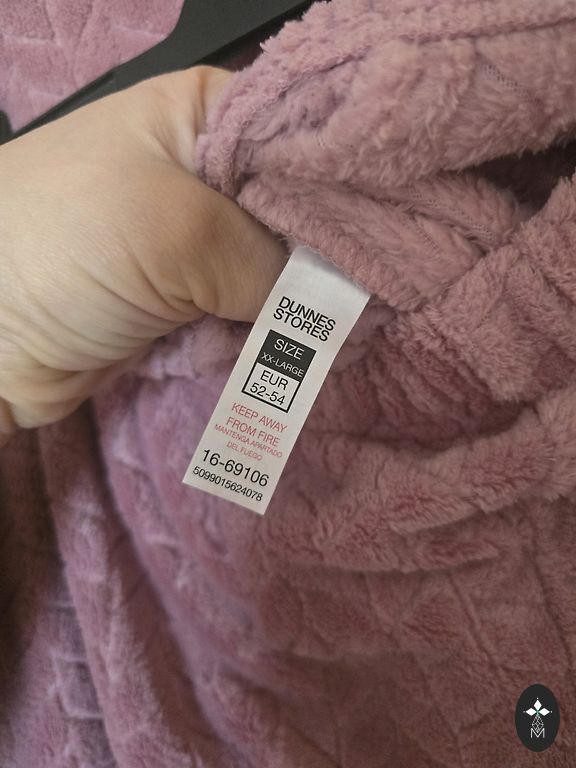 DUNNES
STORES
SIZE
XX-LARGE
EUR
52-54
KEEP AWAY
FROM FIRE
MANTENGA APARTADO
DEL FUEGO
16-69106
5099015624078
M